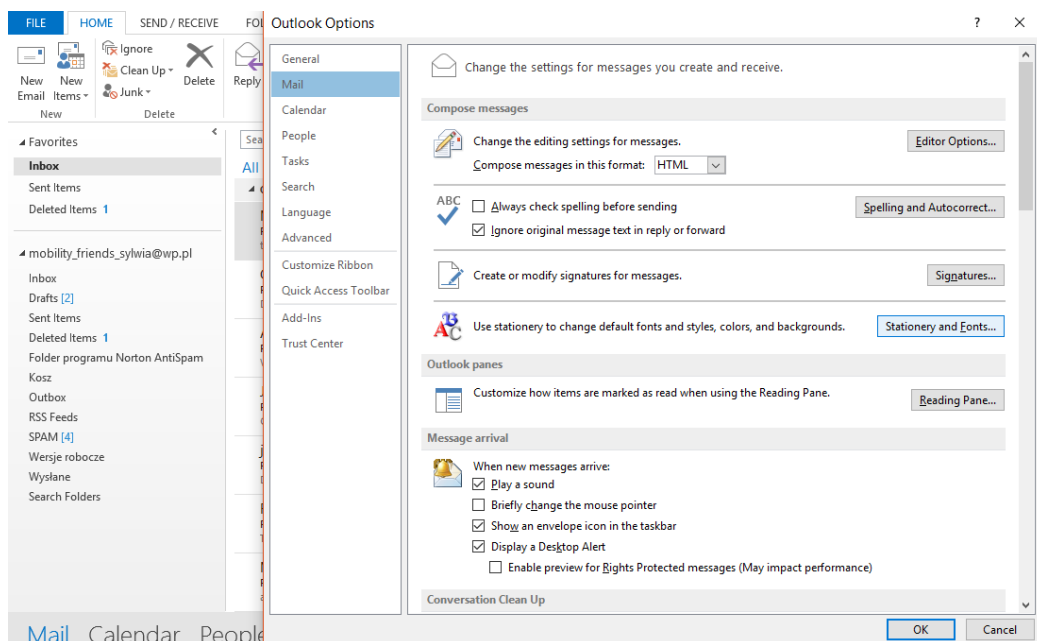 FILE HOME SEND / RECEIVE FOL
Ignore
Clean Up
Junk
New Email
New Items
Delete
Reply
New Delete
Favorites
Inbox
Sent Items
Deleted Items 1
mobility_friends_sylwia@wp.pl
Inbox
Drafts [2]
Sent Items
Deleted Items 1
Folder programu Norton AntiSpam
Kosz
Outbox
RSS Feeds
SPAM [4]
Wersje robocze
Wysłane
Search Folders
Sea
All
Mail Calendar People
Outlook Options ?
General
Mail
Calendar
People
Tasks
Search
Language
Advanced
Customize Ribbon
Quick Access Toolbar
Add-Ins
Trust Center
Change the settings for messages you create and receive.
Compose messages
Change the editing settings for messages. Editor Options...
Compose messages in this format: HTML
ABC
Always check spelling before sending Spelling and Autocorrect...
Ignore original message text in reply or forward
Create or modify signatures for messages. Signatures...
Use stationery to change default fonts and styles, colors, and backgrounds. Stationery and Fonts...
Outlook panes
Customize how items are marked as read when using the Reading Pane. Reading Pane...
Message arrival
When new messages arrive:
Play a sound
Briefly change the mouse pointer
Show an envelope icon in the taskbar
Display a Desktop Alert
Enable preview for Rights Protected messages (May impact performance)
Conversation Clean Up
OK Cancel